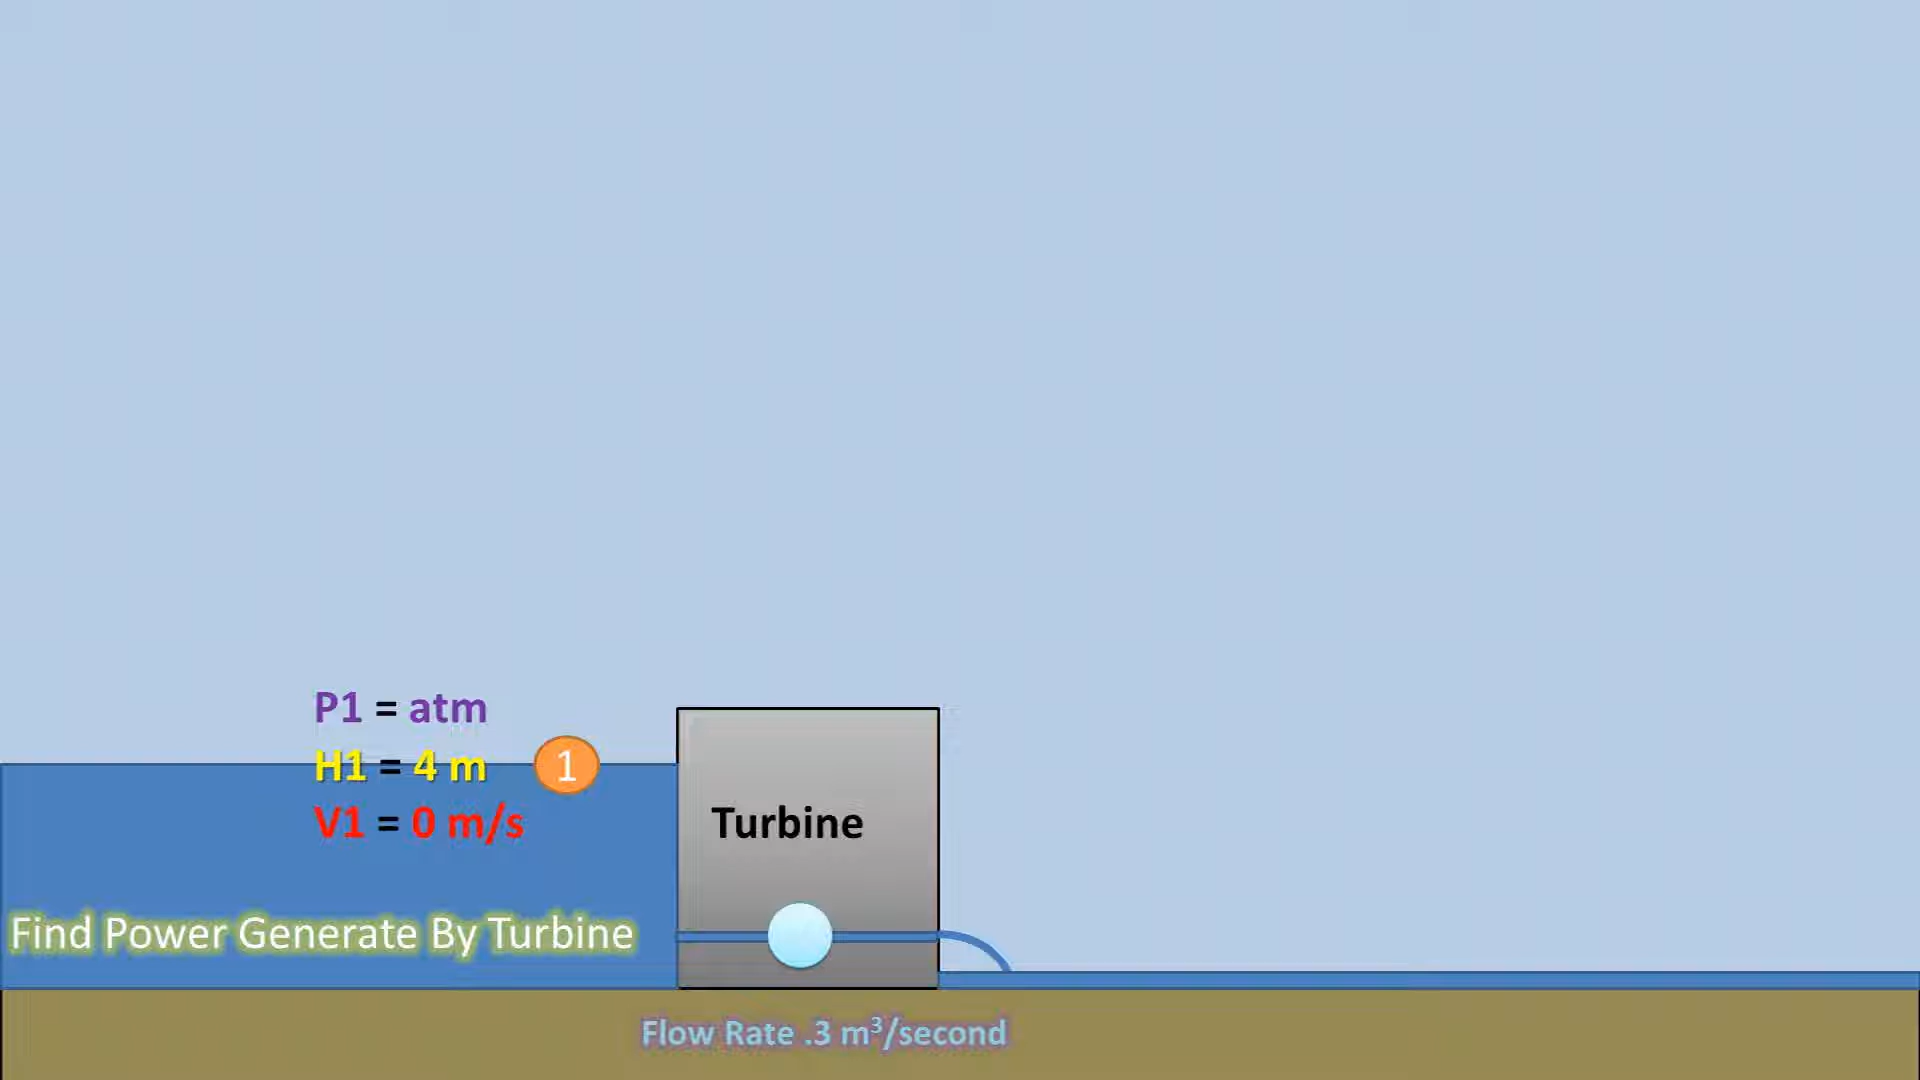 P1 = atm
H1 = 4 m
1
V1 = 0 m/s
Turbine
Find Power Generate By Turbine
Flow Rate .3 m³/second